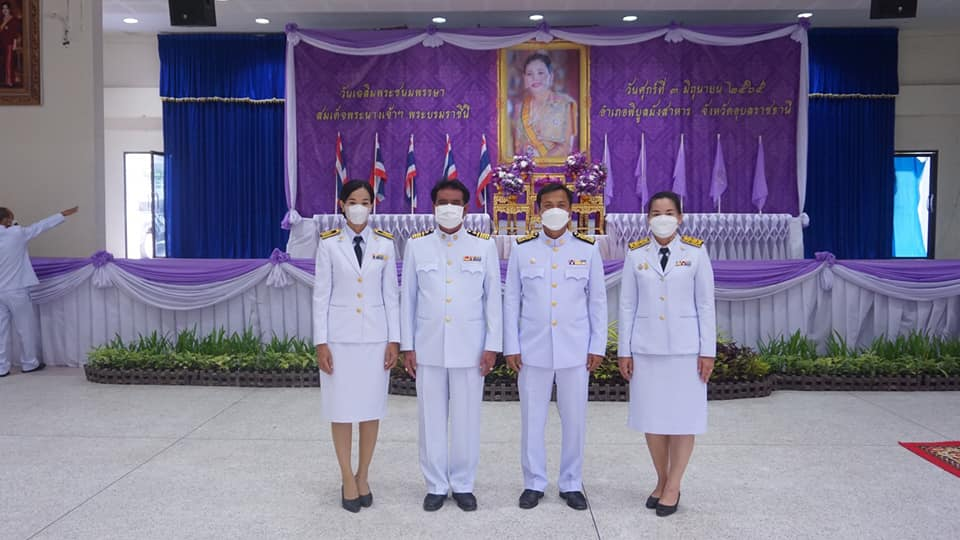 วันเฉลิมพระชนมพรรษา
สมเด็จพระนางเจ้าฯ พระบรมราชินี
วันศุกร์ที่ ๓ มิถุนายน ๒๕๖๕
อำเภอพิบูลมังสาหาร จังหวัดอุบลราชธานี